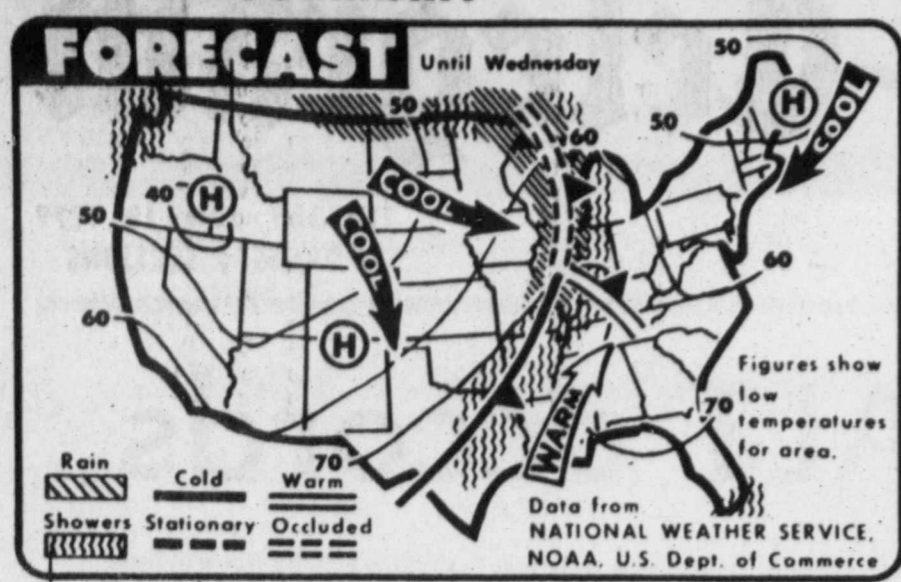 FORECAST
Until Wednesday
50
50
60
50
H
COOL
40
H
COOL
COOL
50
60
60
H
WARM
70
70
Figures show
low
temperatures
for area.
Rain
Cold
Warm
Showers
Stationary
Occluded
Data from
NATIONAL WEATHER SERVICE,
NOAA, U.S. Dept. of Commerce